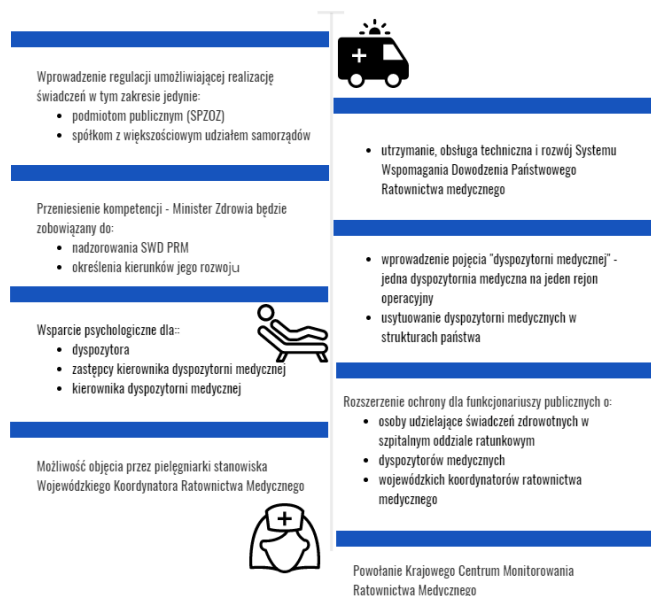 Wprowadzenie regulacji umożliwiającej realizację
świadczeń w tym zakresie jedynie:
• podmiotom publicznym (SPZOZ)
• spółkom z większościowym udziałem samorządów
Przeniesienie kompetencji - Minister Zdrowia będzie
zobowiązany do:
• nadzorowania SWD PRM
• określenia kierunków jego rozwoju
Wsparcie psychologiczne dla::
• dyspozytora
• zastępcy kierownika dyspozytorni medycznej
• kierownika dyspozytorni medycznej
Możliwość objęcia przez pielęgniarki stanowiska
Wojewódzkiego Koordynatora Ratownictwa Medycznego
• utrzymanie, obsługa techniczna i rozwój Systemu
Wspomagania Dowodzenia Państwowego
Ratownictwa medycznego
• wprowadzenie pojęcia "dyspozytorni medycznej" -
jedna dyspozytornia medyczna na jeden rejon
operacyjny
• usytuowanie dyspozytorni medycznych w
strukturach państwa
Rozszerzenie ochrony dla funkcjonariuszy publicznych o:
• osoby udzielające świadczeń zdrowotnych w
szpitalnym oddziale ratunkowym
• dyspozytorów medycznych
• wojewódzkich koordynatorów ratownictwa
medycznego
Powołanie Krajowego Centrum Monitorowania
Ratownictwa Medycznego